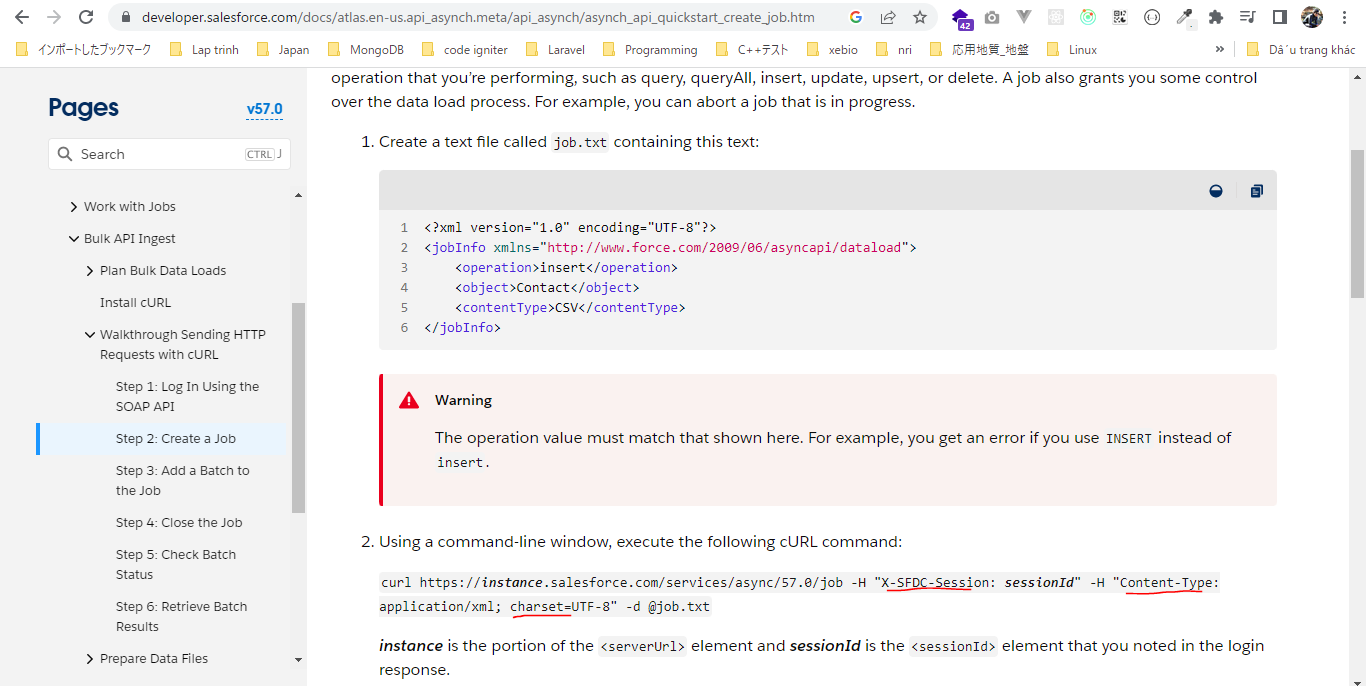 developer.salesforce.com/docs/atlas.en-us.api_asynch.meta/api_asynch/asynch_api_quickstart_create_job.htm
42
インポートしたブックマーク Lap trinh Japan MongoDB code igniter Laravel Programming C++テスト xebio nri 応用地質_地盤 Linux » Dấu trang khác
operation that you’re performing, such as query, queryAll, insert, update, upsert, or delete. A job also grants you some control
over the data load process. For example, you can abort a job that is in progress.
Pages v57.0
Search CTRL J
Work with Jobs
Bulk API Ingest
Plan Bulk Data Loads
Install cURL
Walkthrough Sending HTTP
Requests with cURL
Step 1: Log In Using the
SOAP API
Step 2: Create a Job
Step 3: Add a Batch to
the Job
Step 4: Close the Job
Step 5: Check Batch
Status
Step 6: Retrieve Batch
Results
Prepare Data Files
1. Create a text file called job.txt containing this text:
1 <?xml version="1.0" encoding="UTF-8"?>
2 <jobInfo xmlns="http://www.force.com/2009/06/asyncapi/dataload">
3 <operation>insert</operation>
4 <object>Contact</object>
5 <contentType>CSV</contentType>
6 </jobInfo>
Warning
The operation value must match that shown here. For example, you get an error if you use INSERT instead of
insert.
2. Using a command-line window, execute the following cURL command:
curl https://instance.salesforce.com/services/async/57.0/job -H "X-SFDC-Session: sessionId" -H "Content-Type:
application/xml; charset=UTF-8" -d @job.txt
instance is the portion of the <serverUrl> element and sessionId is the <sessionId> element that you noted in the login
response.